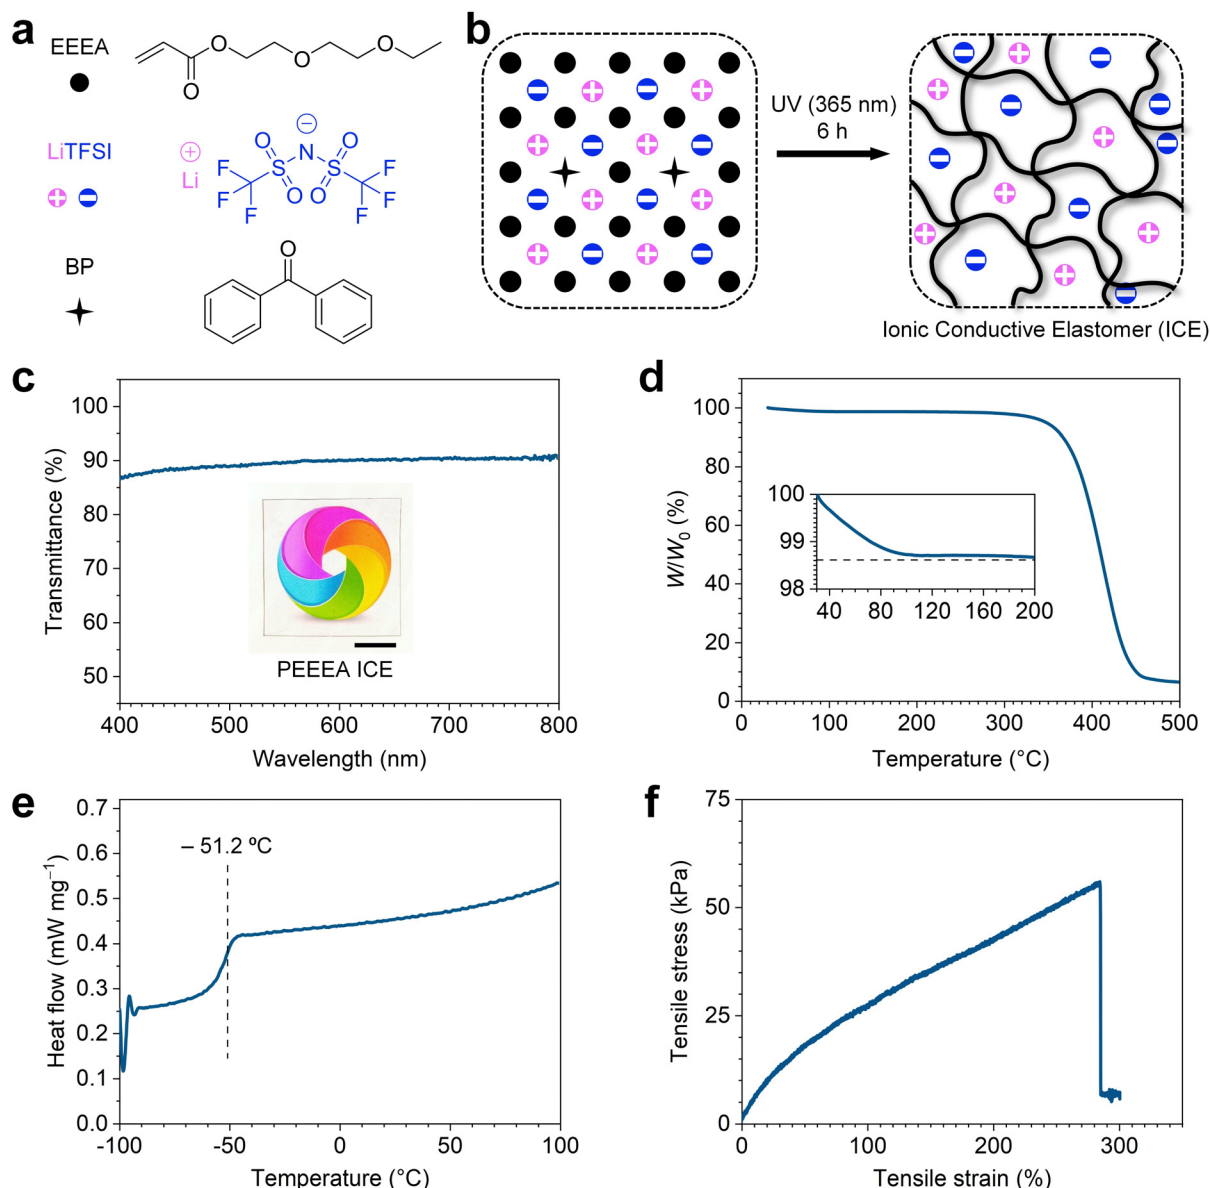 a
EEEA
O
O
O
O
LiTFSI
Li
O
O
N
O
O
S
S
F
F
F
F
F
F
BP
O
b
UV (365 nm)
6 h
Ionic Conductive Elastomer (ICE)
c
100
90
80
70
60
50
Transmittance (%)
PEEEA ICE
400
500
600
700
800
Wavelength (nm)
d
100
80
60
40
20
0
W/W0 (%)
100
99
98
40
80
120
160
200
0
100
200
300
400
500
Temperature (°C)
e
0.7
0.6
0.5
0.4
0.3
0.2
0.1
0.0
Heat flow (mW mg−1)
– 51.2 ºC
-100
-50
0
50
100
Temperature (°C)
f
75
50
25
0
Tensile stress (kPa)
0
100
200
300
Tensile strain (%)